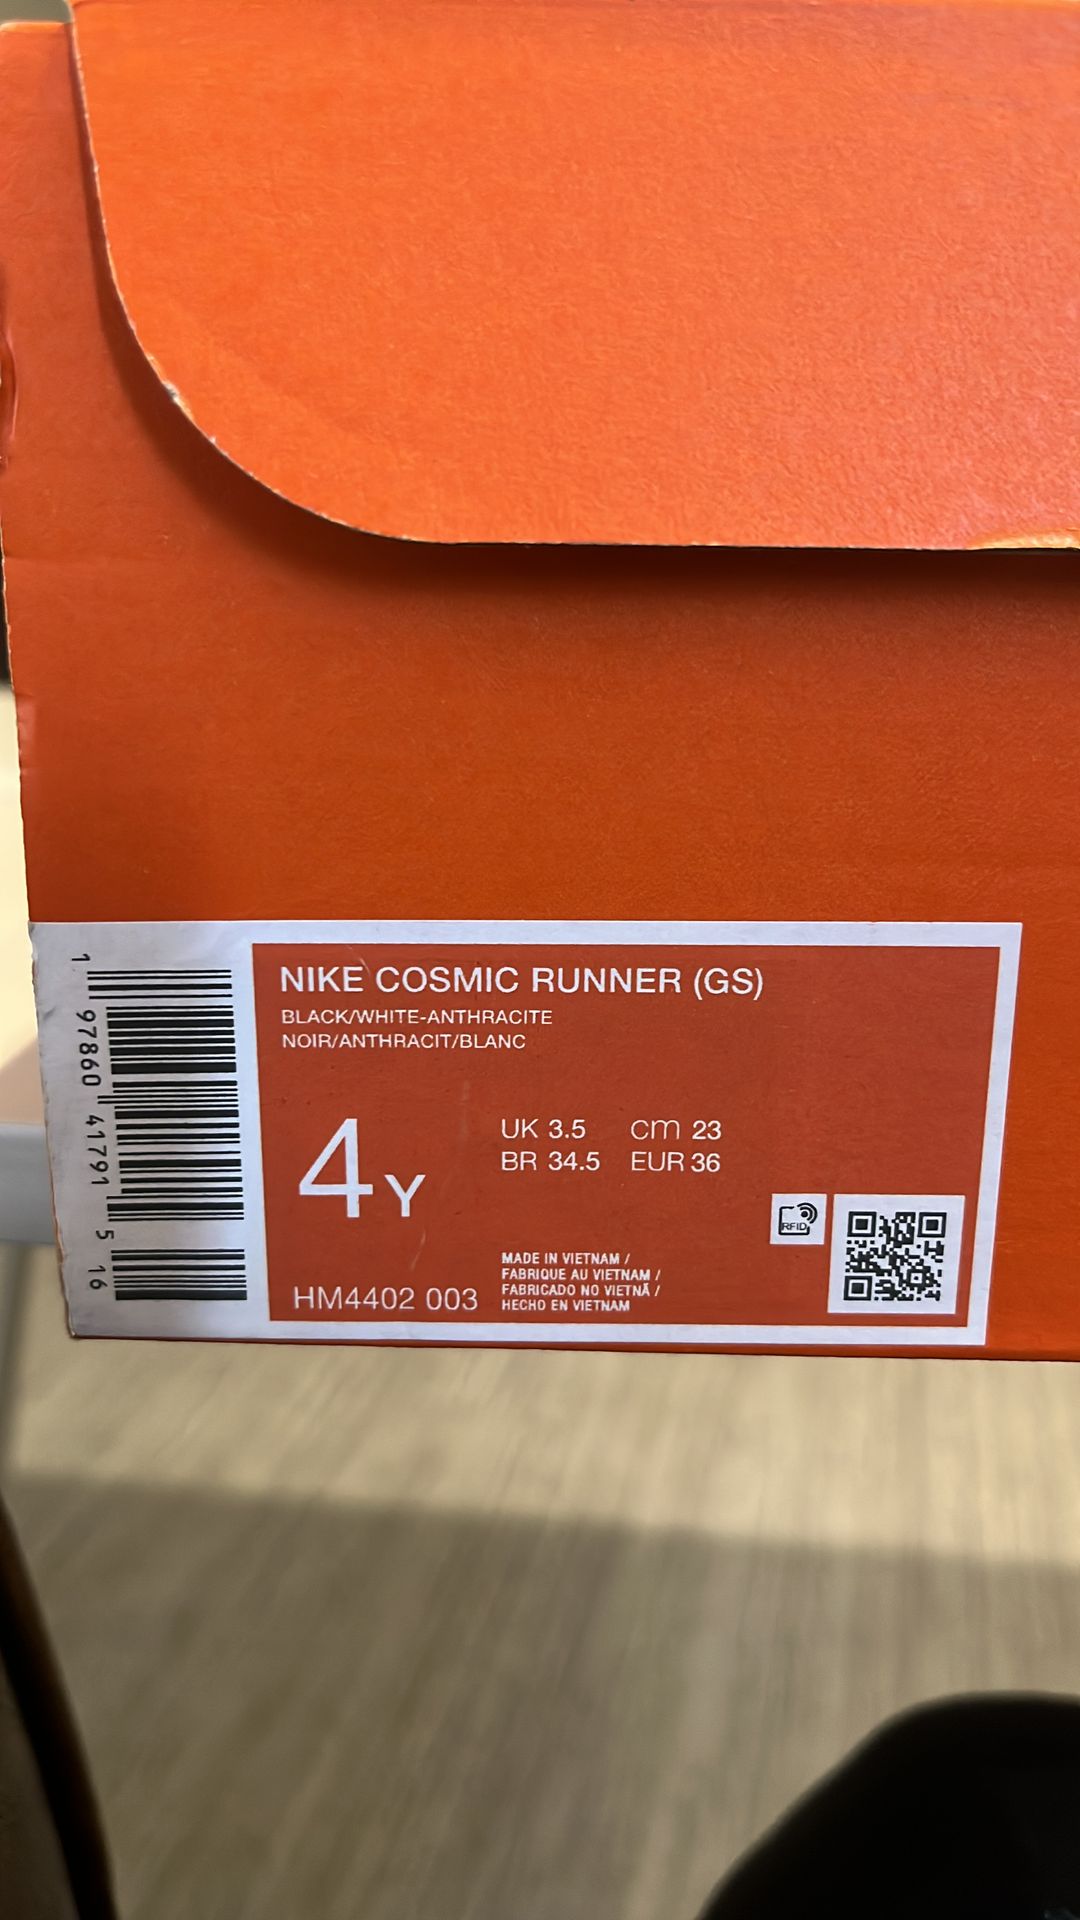 NIKE COSMIC RUNNER (GS)
BLACK/WHITE-ANTHRACITE
NOIR/ANTHRACIT/BLANC
4Y
UK 3.5 cm 23
BR 34.5 EUR 36
RFID
HM4402 003
MADE IN VIETNAM /
FABRIQUE AU VIETNAM /
FABRICADO NO VIETNÃ /
HECHO EN VIETNAM
1 97860 41791 5 16